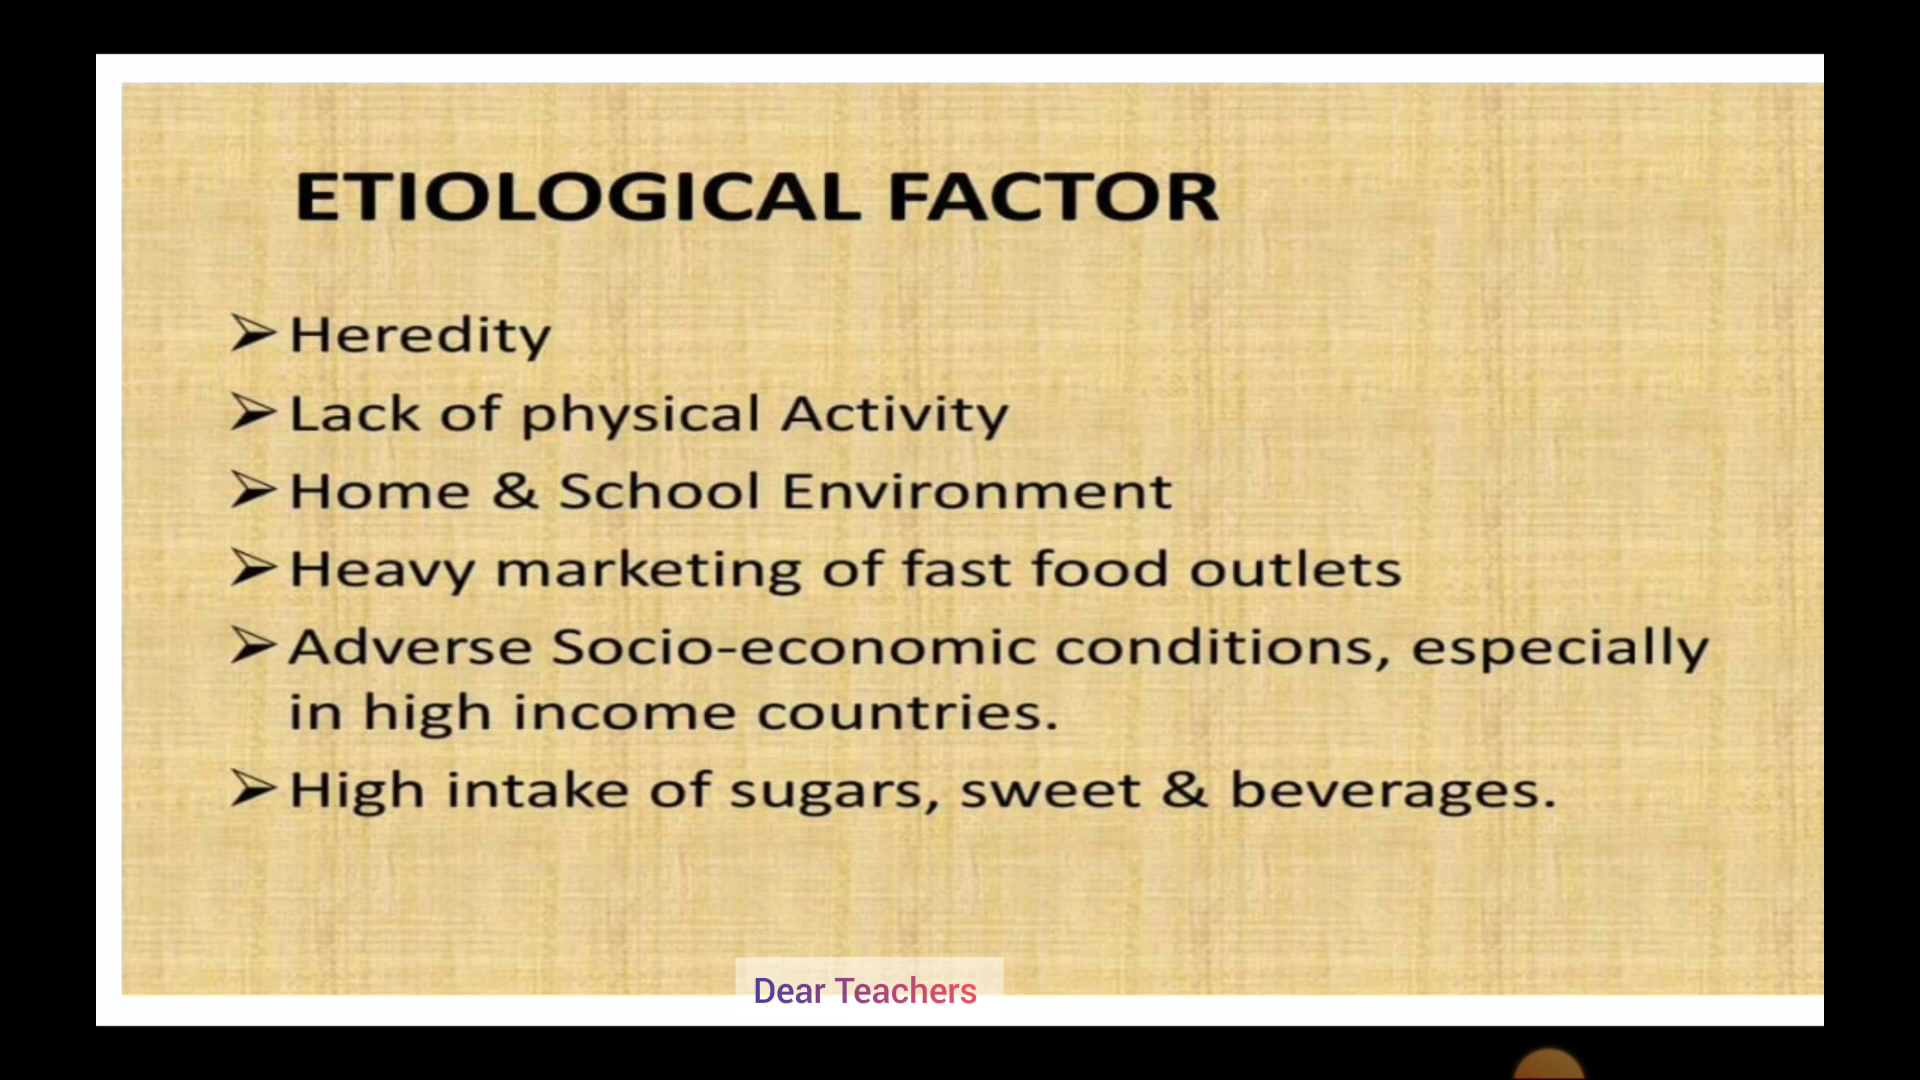 ETIOLOGICAL FACTOR
➢Heredity
➢Lack of physical Activity
➢Home & School Environment
➢Heavy marketing of fast food outlets
➢Adverse Socio-economic conditions, especially
in high income countries.
➢High intake of sugars, sweet & beverages.
Dear Teachers